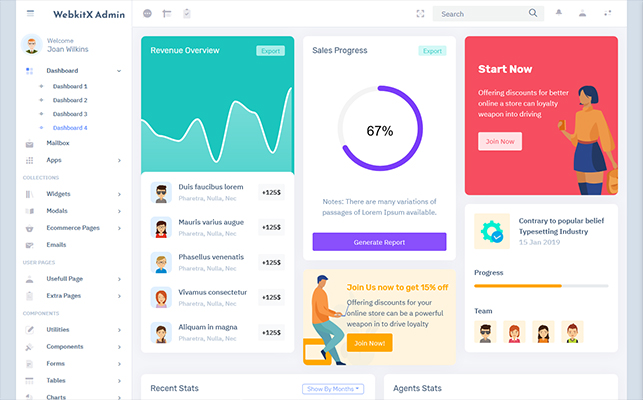 WebkitX Admin
Search
Welcome
Joan Wilkins
Dashboard
Dashboard 1
Dashboard 2
Dashboard 3
Dashboard 4
Mailbox
Apps
COLLECTIONS
Widgets
Modals
Ecommerce Pages
Emails
USER PAGES
Usefull Page
Extra Pages
COMPONENTS
Utilities
Components
Forms
Tables
Charts
Revenue Overview
Export
Duis faucibus lorem
Pharetra, Nulla, Nec
+125$
Mauris varius augue
Pharetra, Nulla, Nec
+125$
Phasellus venenatis
Pharetra, Nulla, Nec
+125$
Vivamus consectetur
Pharetra, Nulla, Nec
+125$
Aliquam in magna
Pharetra, Nulla, Nec
+125$
Sales Progress
Export
67%
Notes: There are many variations of
passages of Lorem Ipsum available.
Generate Report
Join Us now to get 15% off
Offering discounts for your
online store can be a powerful
weapon in to drive loyalty
Join Now!
Start Now
Offering discounts for better
online a store can loyalty
weapon into driving
Join Now
Contrary to popular belief
Typesetting Industry
15 Jan 2019
Progress
Team
Recent Stats
Show By Months
Agents Stats